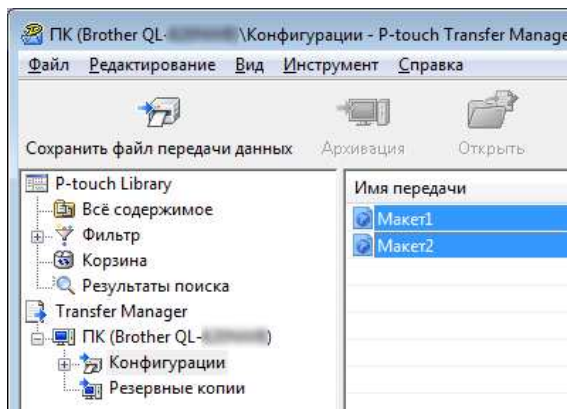 ПК (Brother QL- \Конфигурации - P-touch Transfer Manage
Файл Редактирование Вид Инструмент Справка
Сохранить файл передачи данных Архивация Открыть
P-touch Library
Всё содержимое
Фильтр
Корзина
Результаты поиска
Transfer Manager
ПК (Brother QL- )
Конфигурации
Резервные копии
Имя передачи
Макет1
Макет2